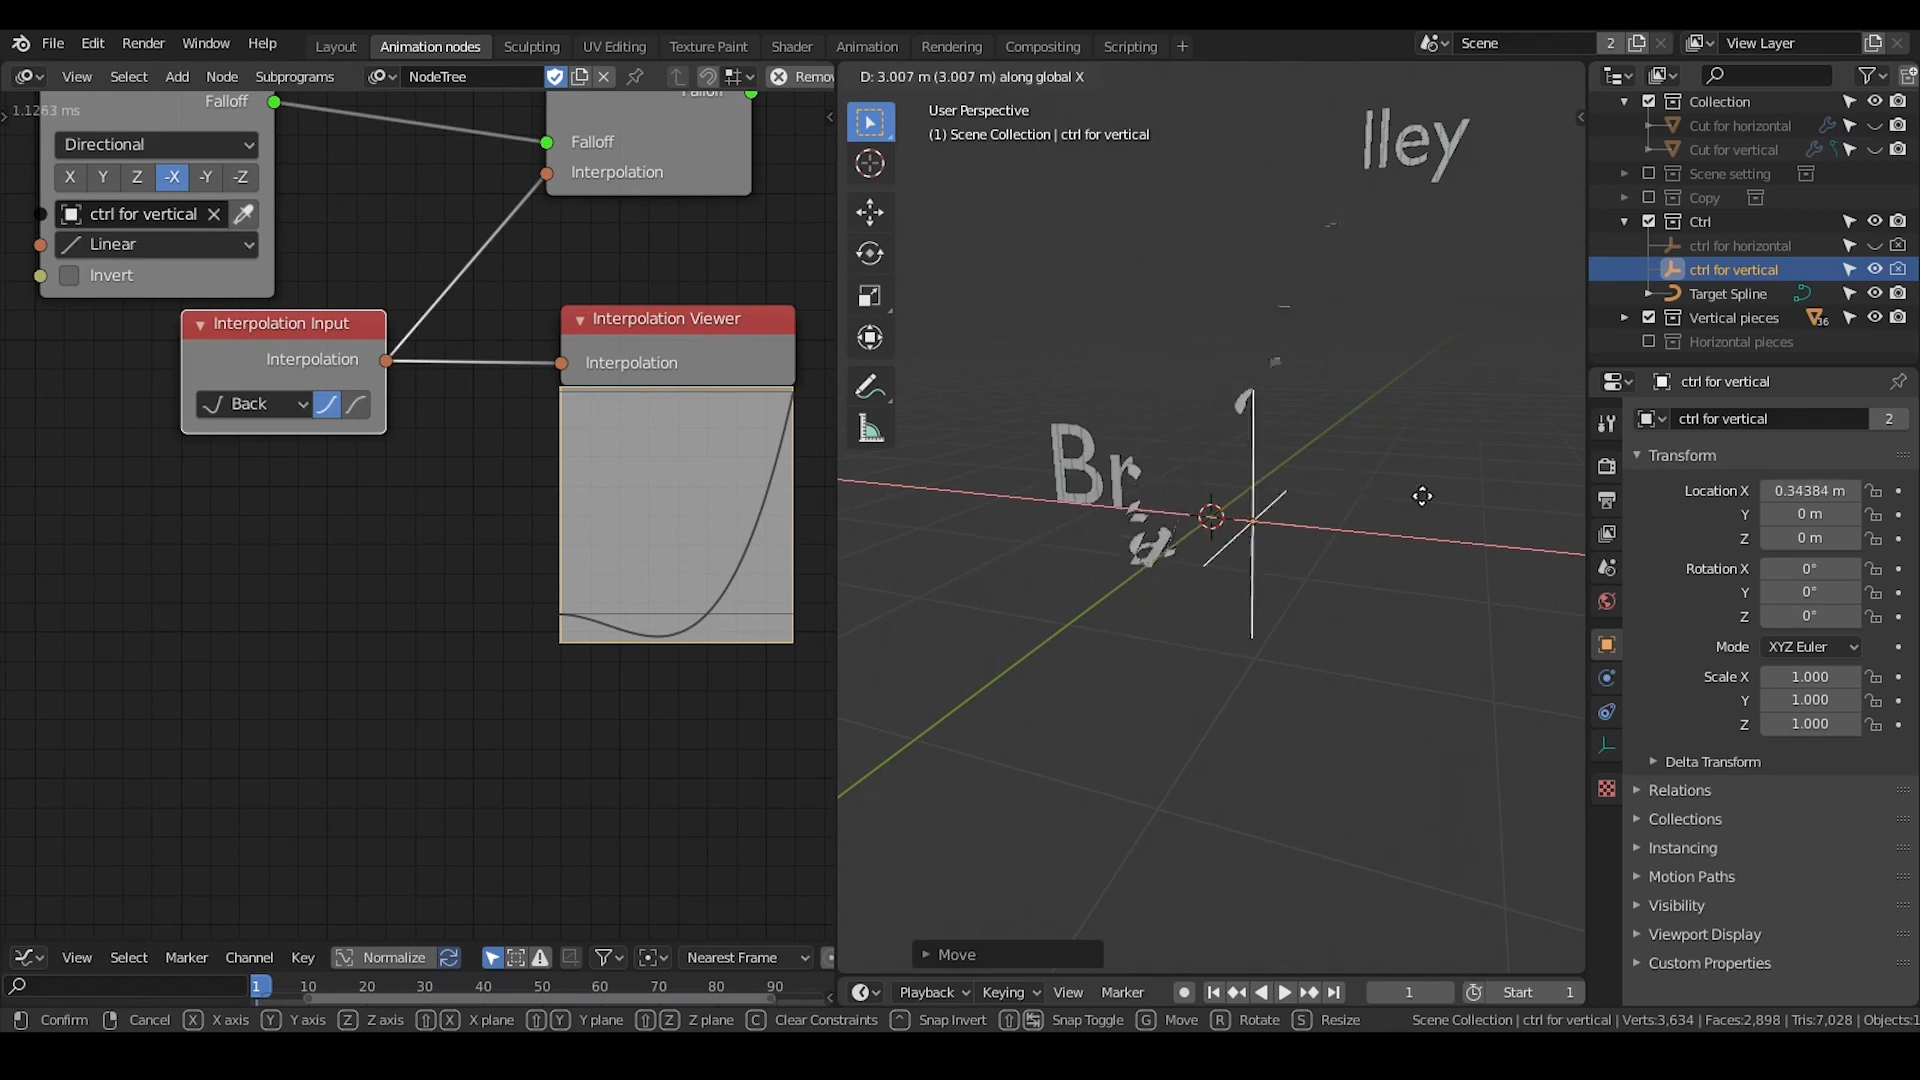 File Edit Render Window Help Layout Animation nodes Sculpting UV Editing Texture Paint Shader Animation Rendering Compositing Scripting + Scene 2 View Layer
View Select Add Node Subprograms NodeTree Remov D: 3.007 m (3.007 m) along global X
1.1263 ms
Falloff
Directional
X Y Z -X -Y -Z
ctrl for vertical
Linear
Invert
Falloff
Falloff
Interpolation
Interpolation Input
Interpolation
Back
Interpolation Viewer
Interpolation
User Perspective
(1) Scene Collection | ctrl for vertical
lley
Br
Move
Collection
Cut for horizontal
Cut for vertical
Scene setting
Copy
Ctrl
ctrl for horizontal
ctrl for vertical
Target Spline
Vertical pieces 36
Horizontal pieces
ctrl for vertical
ctrl for vertical 2
Transform
Location X 0.34384 m
Y 0 m
Z 0 m
Rotation X 0°
Y 0°
Z 0°
Mode XYZ Euler
Scale X 1.000
Y 1.000
Z 1.000
Delta Transform
Relations
Collections
Instancing
Motion Paths
Visibility
Viewport Display
Custom Properties
View Select Marker Channel Key Normalize Nearest Frame
1 10 20 30 40 50 60 70 80 90
Playback Keying View Marker 1 Start 1
Confirm Cancel X X axis Y Y axis Z Z axis X X plane Y Y plane Z Z plane C Clear Constraints Snap Invert Snap Toggle G Move R Rotate S Resize Scene Collection | ctrl for vertical | Verts:3,634 | Faces:2,898 | Tris:7,028 | Objects:1